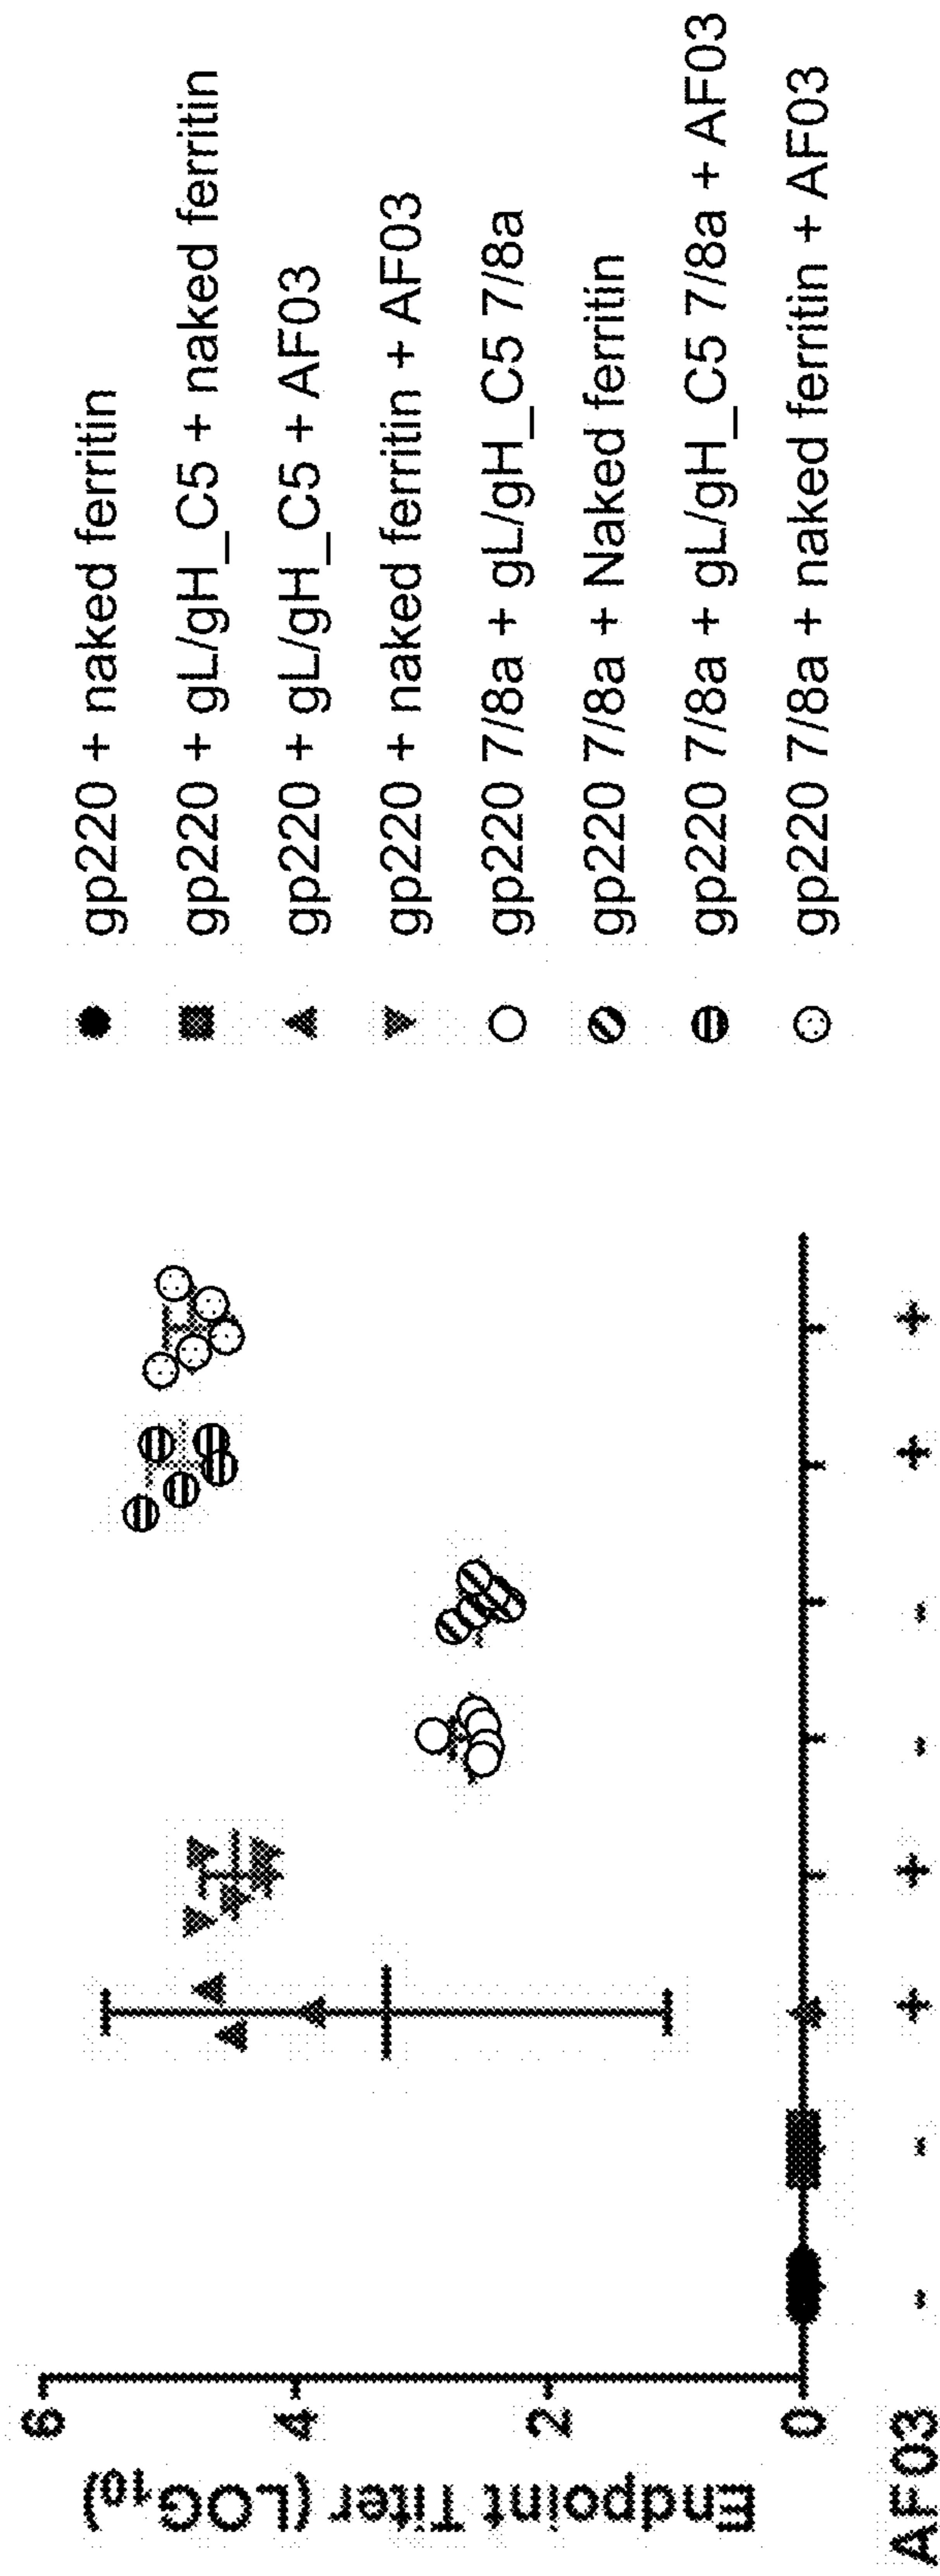 Endpoint Titer (LOG10)
6
4
2
0
AF03 - - + + - - + +
gp220 + naked ferritin
gp220 + gL/gH_C5 + naked ferritin
gp220 + gL/gH_C5 + AF03
gp220 + naked ferritin + AF03
gp220 7/8a + gL/gH_C5 7/8a
gp220 7/8a + Naked ferritin
gp220 7/8a + gL/gH_C5 7/8a + AF03
gp220 7/8a + naked ferritin + AF03